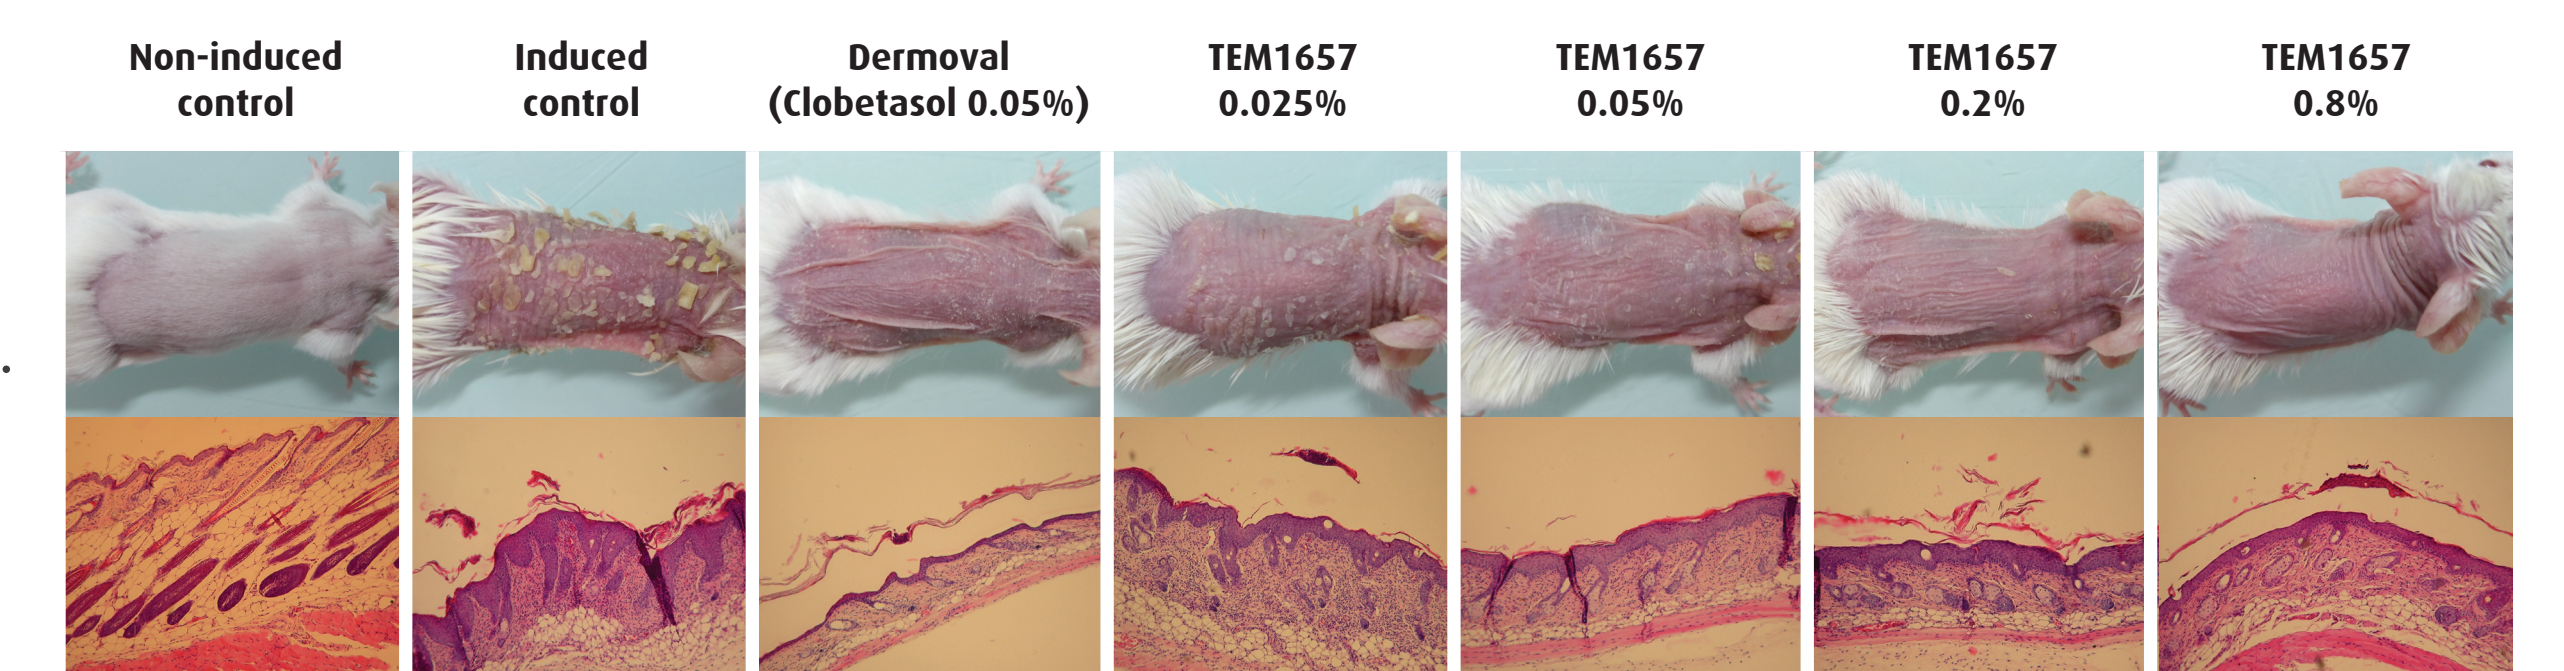 Non-induced
control
Induced
control
Dermoval
(Clobetasol 0.05%)
TEM1657
0.025%
TEM1657
0.05%
TEM1657
0.2%
TEM1657
0.8%